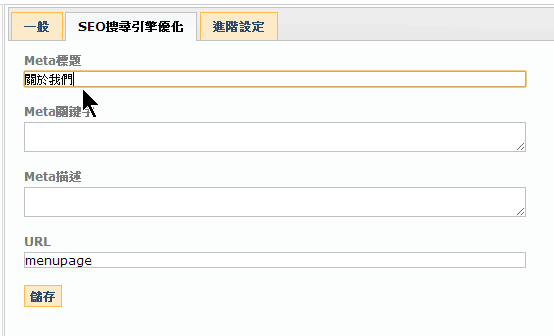 一般 SEO搜尋引擎優化 進階設定
Meta標題
關於我們
Meta關鍵字
Meta描述
URL
menupage
儲存